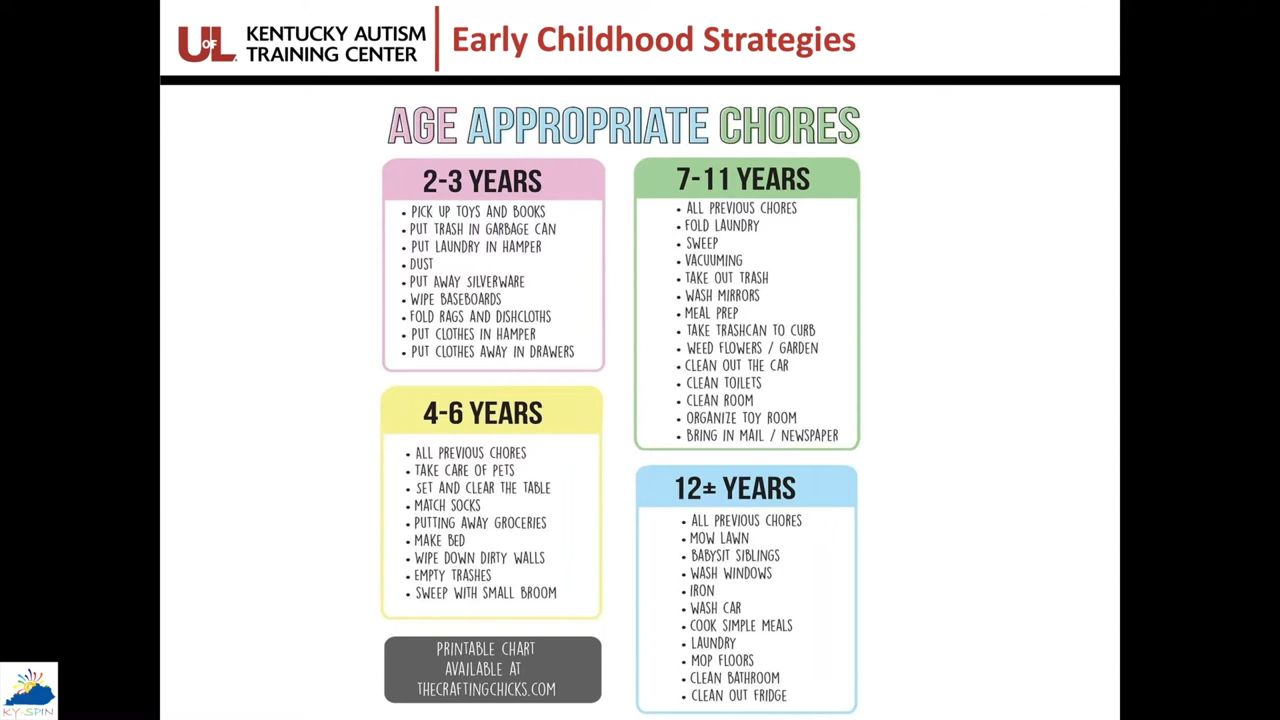 UofL KENTUCKY AUTISM
TRAINING CENTER
Early Childhood Strategies
AGE APPROPRIATE CHORES
2-3 YEARS
• PICK UP TOYS AND BOOKS
• PUT TRASH IN GARBAGE CAN
• PUT LAUNDRY IN HAMPER
• DUST
• PUT AWAY SILVERWARE
• WIPE BASEBOARDS
• FOLD RAGS AND DISHCLOTHS
• PUT CLOTHES IN HAMPER
• PUT CLOTHES AWAY IN DRAWERS
4-6 YEARS
• ALL PREVIOUS CHORES
• TAKE CARE OF PETS
• SET AND CLEAR THE TABLE
• MATCH SOCKS
• PUTTING AWAY GROCERIES
• MAKE BED
• WIPE DOWN DIRTY WALLS
• EMPTY TRASHES
• SWEEP WITH SMALL BROOM
PRINTABLE CHART
AVAILABLE AT
THECRAFTINGCHICKS.COM
7-11 YEARS
• ALL PREVIOUS CHORES
• FOLD LAUNDRY
• SWEEP
• VACUUMING
• TAKE OUT TRASH
• WASH MIRRORS
• MEAL PREP
• TAKE TRASHCAN TO CURB
• WEED FLOWERS / GARDEN
• CLEAN OUT THE CAR
• CLEAN TOILETS
• CLEAN ROOM
• ORGANIZE TOY ROOM
• BRING IN MAIL / NEWSPAPER
12± YEARS
• ALL PREVIOUS CHORES
• MOW LAWN
• BABYSIT SIBLINGS
• WASH WINDOWS
• IRON
• WASH CAR
• COOK SIMPLE MEALS
• LAUNDRY
• MOP FLOORS
• CLEAN BATHROOM
• CLEAN OUT FRIDGE
KY-SPIN